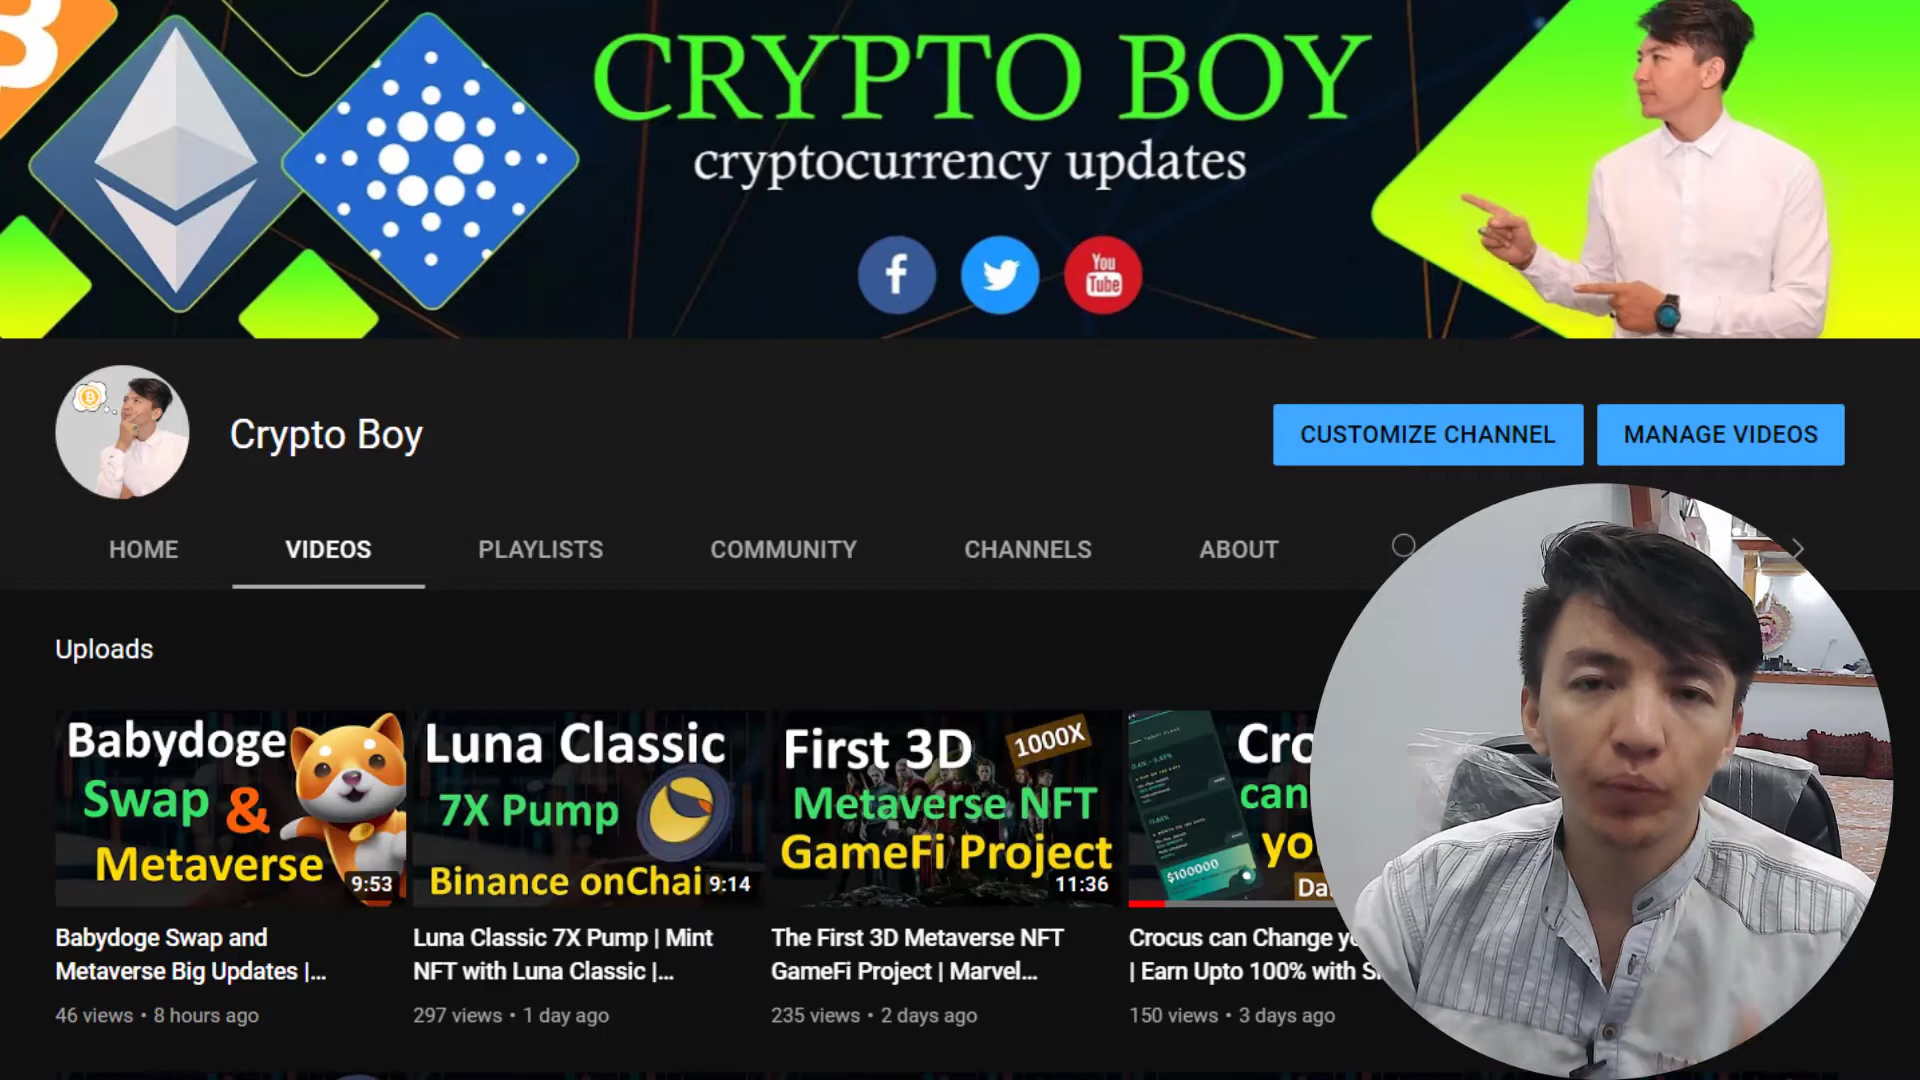 CRYPTO BOY
cryptocurrency updates
You
Tube
Crypto Boy
CUSTOMIZE CHANNEL
MANAGE VIDEOS
HOME
VIDEOS
PLAYLISTS
COMMUNITY
CHANNELS
ABOUT
Uploads
Babydoge
Swap &
Metaverse
9:53
Luna Classic
7X Pump
Binance onChai
9:14
First 3D
1000X
Metaverse NFT
GameFi Project
11:36
Cro
can
yo
$100000
Da
Babydoge Swap and
Metaverse Big Updates |...
46 views • 8 hours ago
Luna Classic 7X Pump | Mint
NFT with Luna Classic |...
297 views • 1 day ago
The First 3D Metaverse NFT
GameFi Project | Marvel...
235 views • 2 days ago
Crocus can Change yo
| Earn Upto 100% with S
150 views • 3 days ago